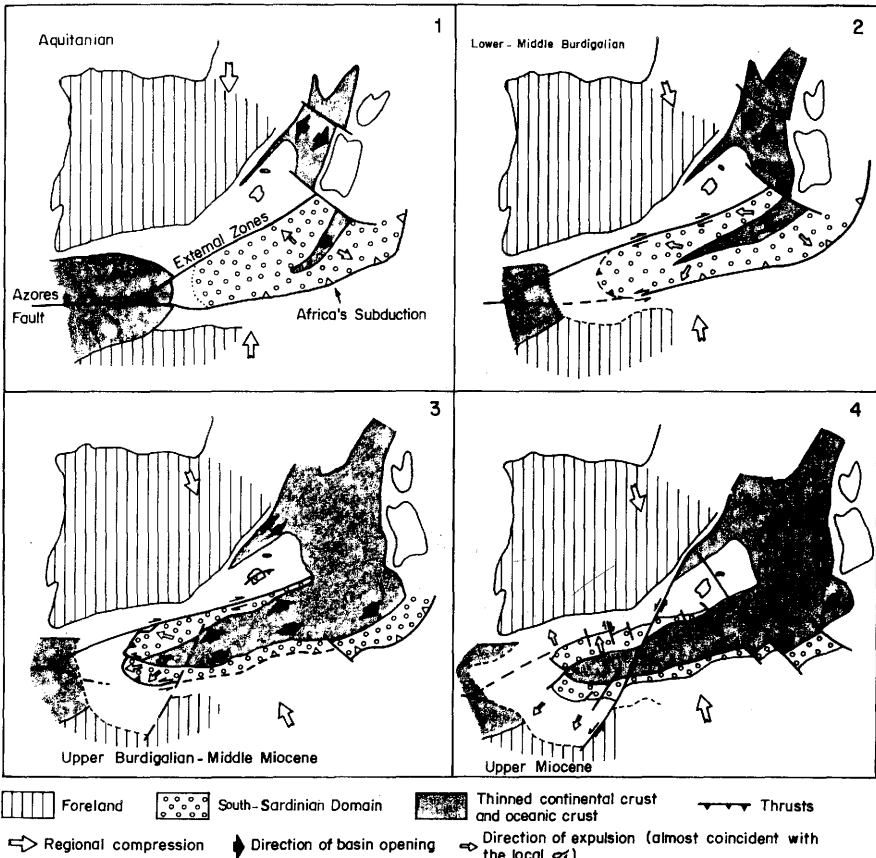 1
Aquitanian
External Zones
Azores
Fault
Africa's Subduction
2
Lower - Middle Burdigalian
3
Upper Burdigalian - Middle Miocene
4
Upper Miocene
Foreland
South-Sardinian Domain
Thinned continental crust
and oceanic crust
Thrusts
Regional compression
Direction of basin opening
Direction of expulsion (almost coincident with
the local